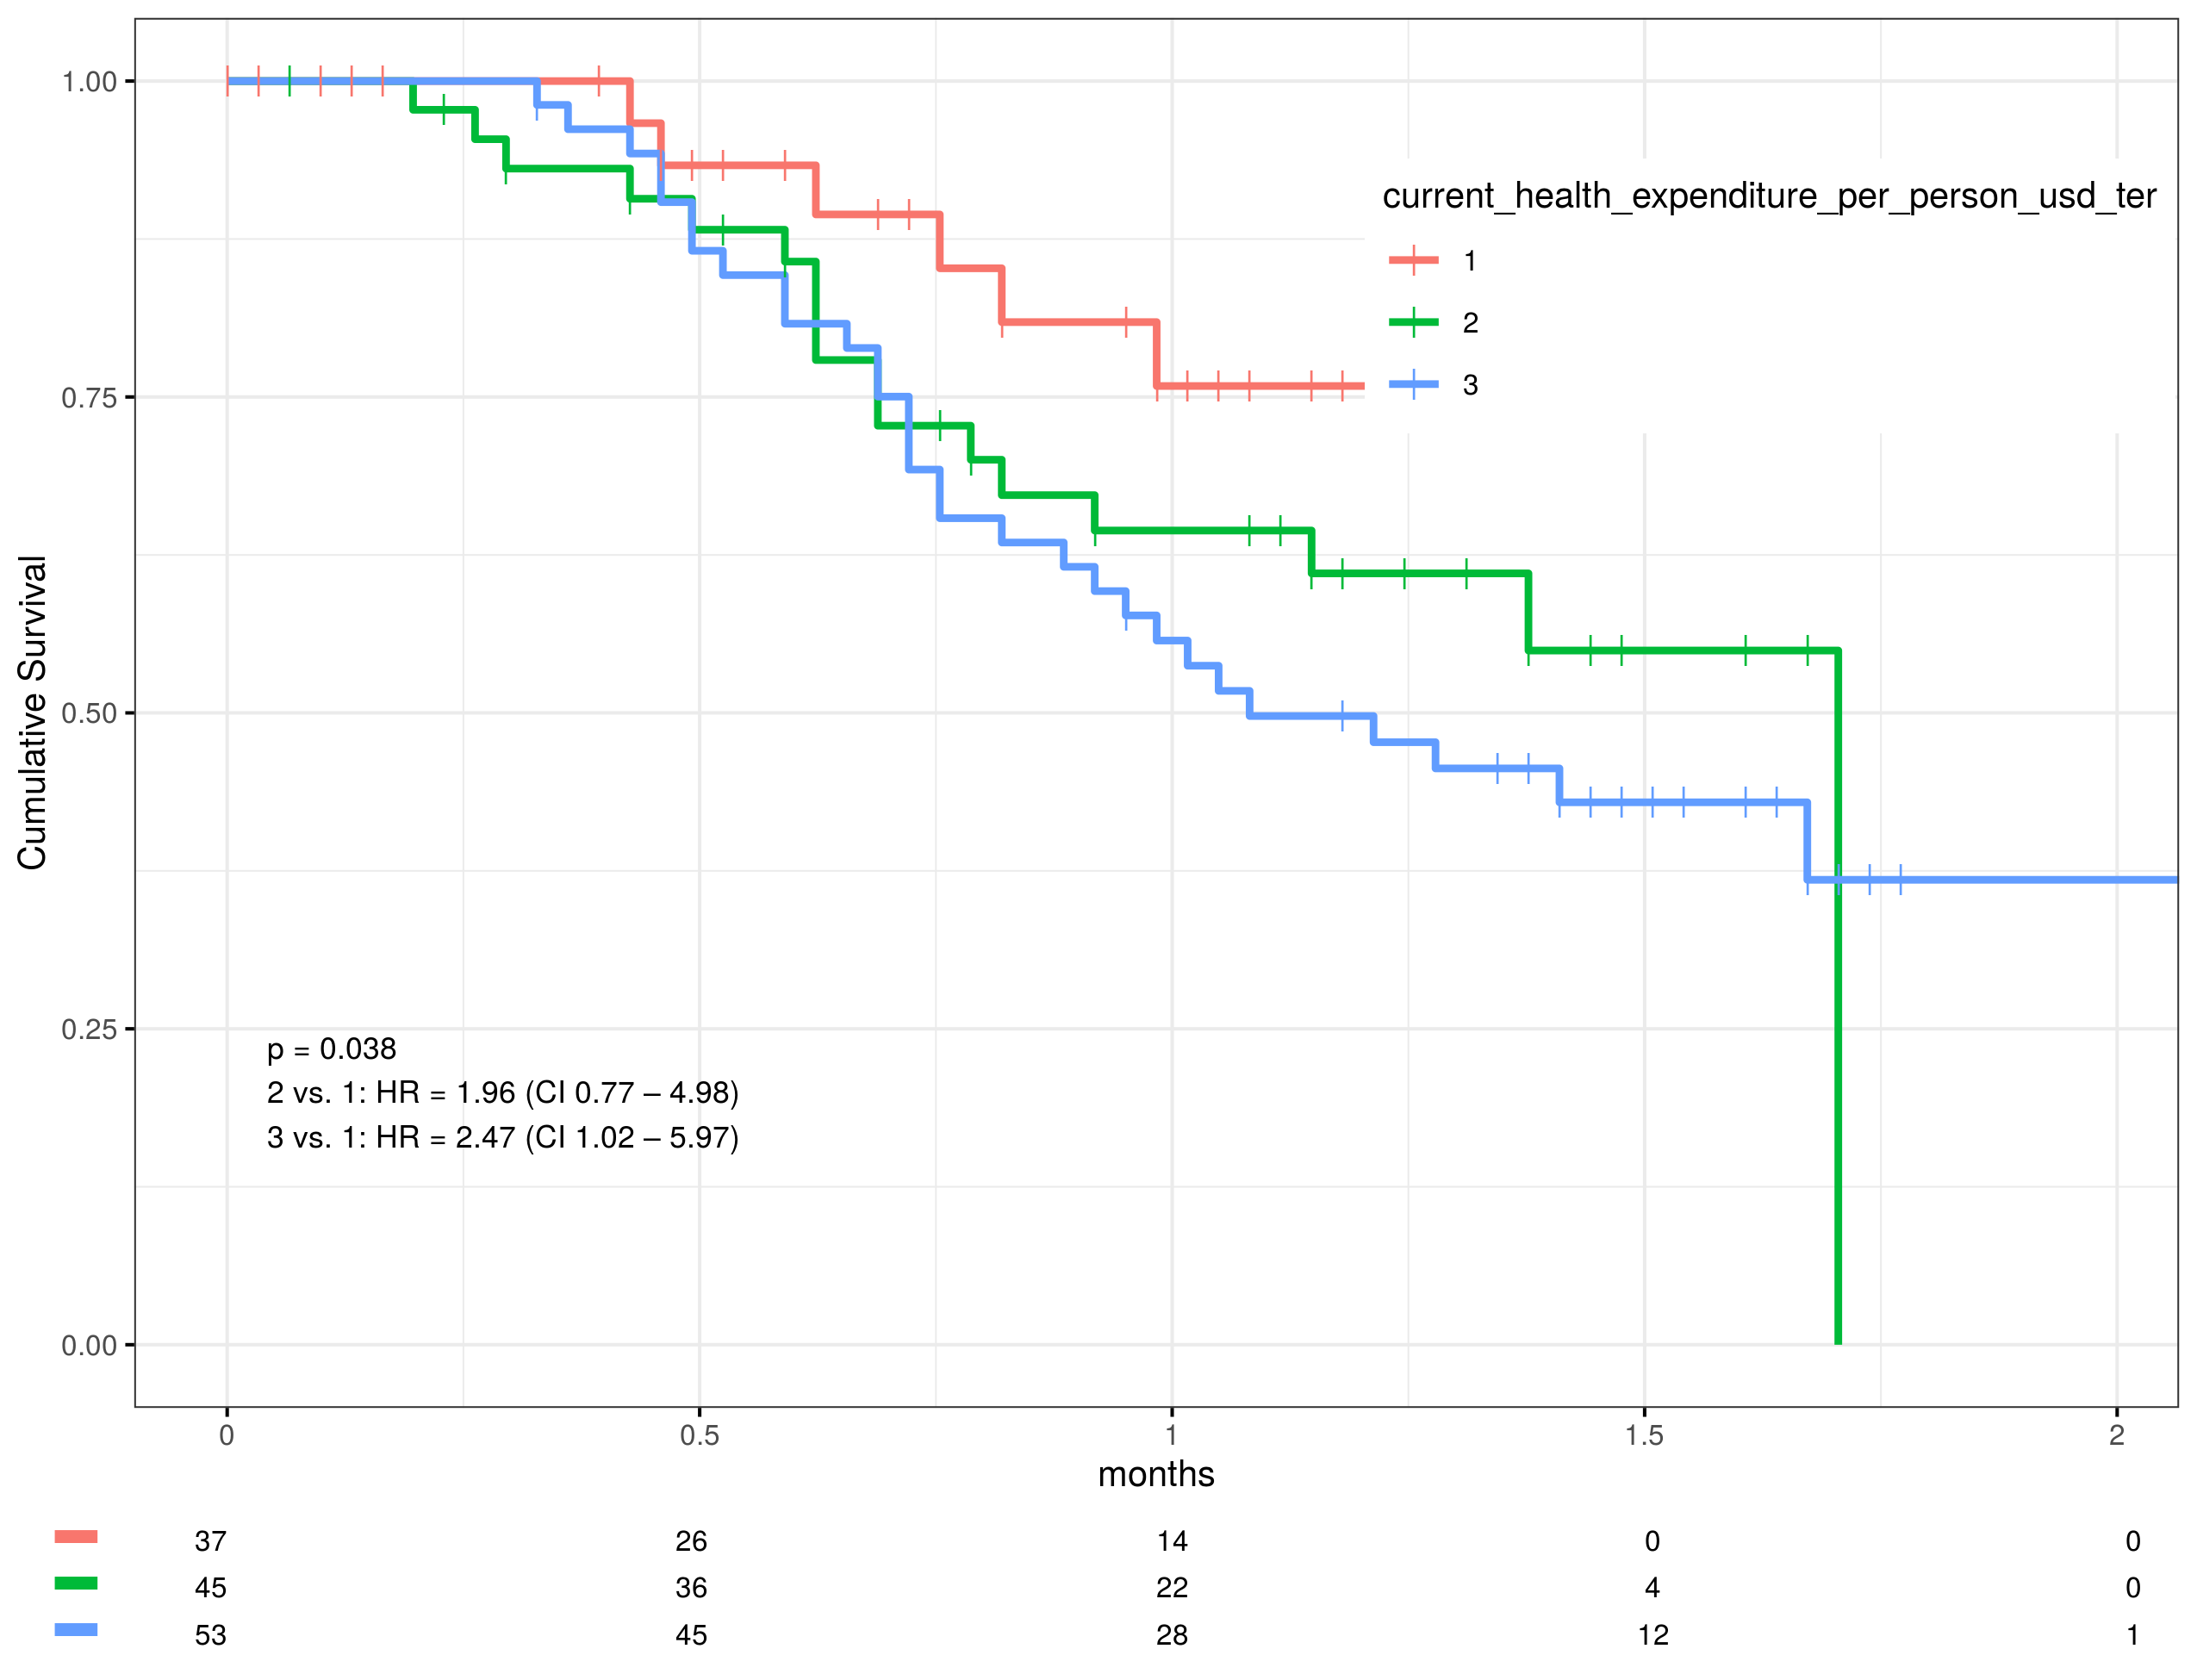 current_health_expenditure_per_person_usd_ter
1
2
3
1.00
0.75
0.50
0.25
0.00
Cumulative Survival
p = 0.038
2 vs. 1: HR = 1.96 (CI 0.77 – 4.98)
3 vs. 1: HR = 2.47 (CI 1.02 – 5.97)
0 0.5 1 1.5 2
months
37 26 14 0 0
45 36 22 4 0
53 45 28 12 1